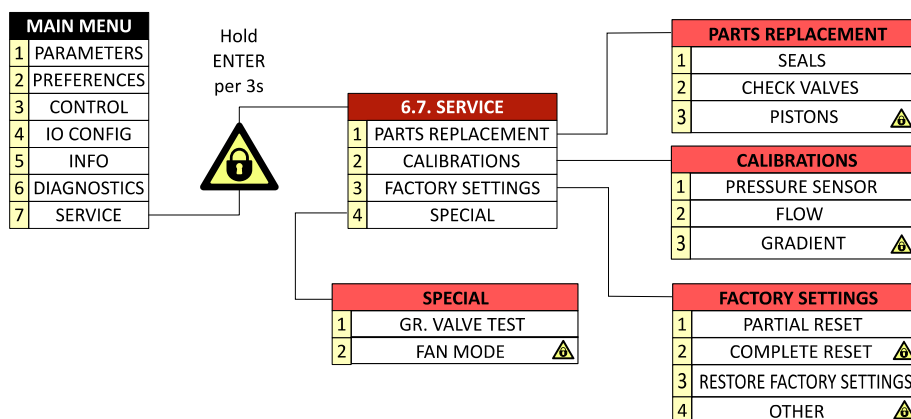 MAIN MENU
1 PARAMETERS
2 PREFERENCES
3 CONTROL
4 IO CONFIG
5 INFO
6 DIAGNOSTICS
7 SERVICE
Hold
ENTER
per 3s
6.7. SERVICE
1 PARTS REPLACEMENT
2 CALIBRATIONS
3 FACTORY SETTINGS
4 SPECIAL
SPECIAL
1 GR. VALVE TEST
2 FAN MODE
PARTS REPLACEMENT
1 SEALS
2 CHECK VALVES
3 PISTONS
CALIBRATIONS
1 PRESSURE SENSOR
2 FLOW
3 GRADIENT
FACTORY SETTINGS
1 PARTIAL RESET
2 COMPLETE RESET
3 RESTORE FACTORY SETTINGS
4 OTHER